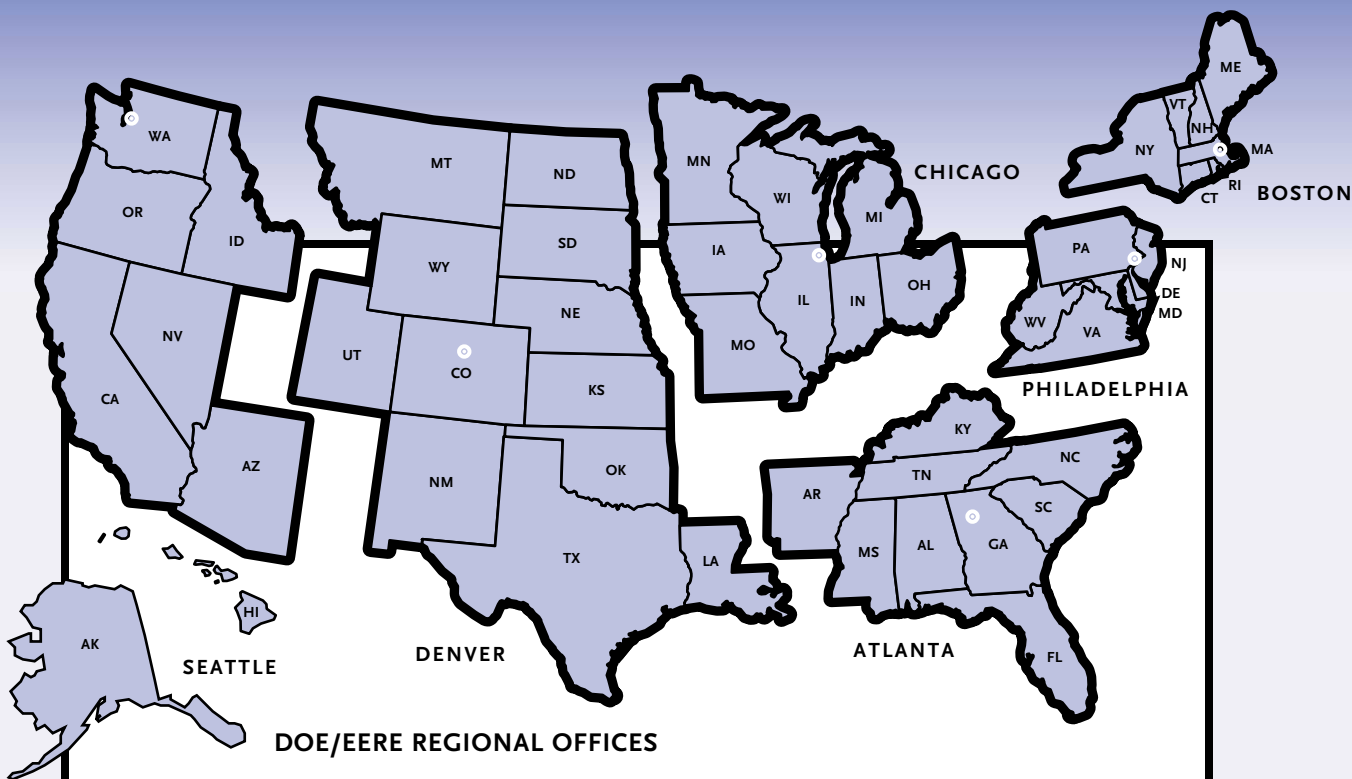 ME
VT
NH
NY
MA
RI
CT
BOSTON
WA
MT
ND
MN
WI
MI
CHICAGO
OR
ID
SD
IA
PA
NJ
WY
NE
IL
IN
OH
DE
MD
WV
VA
PHILADELPHIA
NV
UT
CO
MO
CA
KS
KY
NC
AZ
NM
OK
AR
TN
SC
TX
LA
MS
AL
GA
HI
AK
SEATTLE
DENVER
ATLANTA
FL
DOE/EERE REGIONAL OFFICES